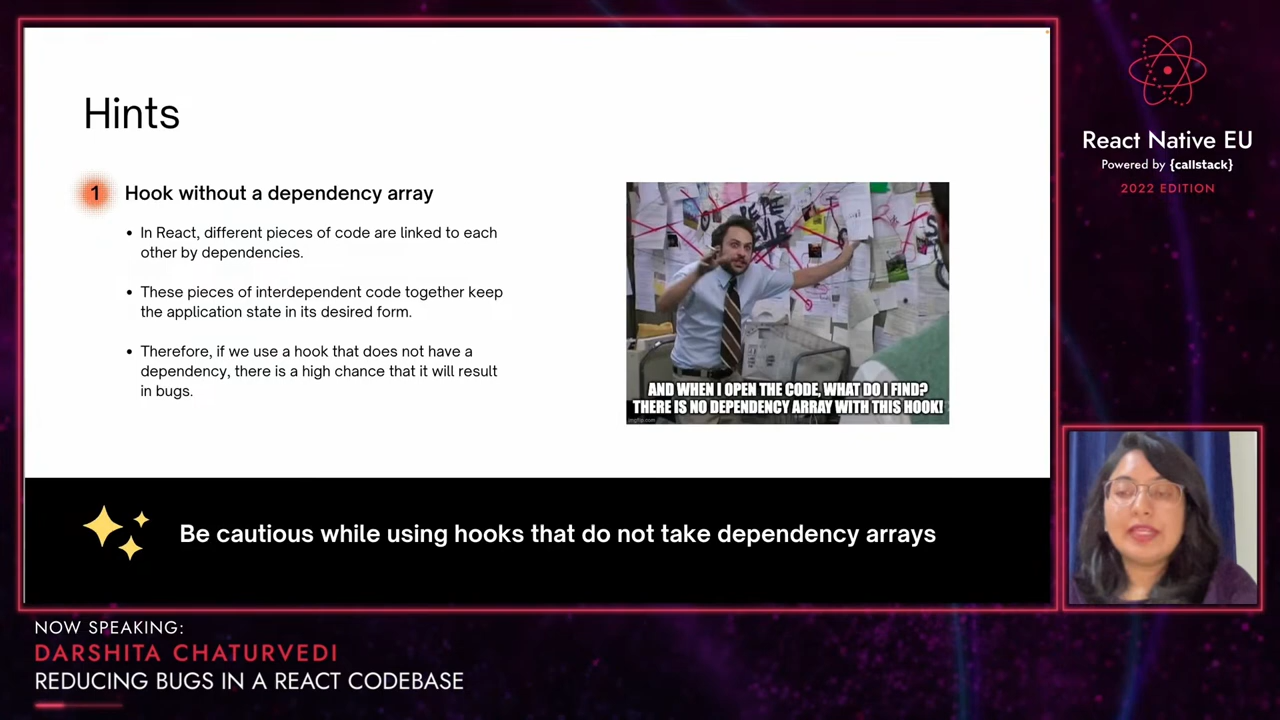 Hints
1 Hook without a dependency array
• In React, different pieces of code are linked to each
other by dependencies.
• These pieces of interdependent code together keep
the application state in its desired form.
• Therefore, if we use a hook that does not have a
dependency, there is a high chance that it will result
in bugs.
PEPE
SILVIA
AND WHEN I OPEN THE CODE, WHAT DO I FIND?
THERE IS NO DEPENDENCY ARRAY WITH THIS HOOK!
imgflip.com
Be cautious while using hooks that do not take dependency arrays
React Native EU
Powered by {callstack}
2022 EDITION
NOW SPEAKING:
DARSHITA CHATURVEDI
REDUCING BUGS IN A REACT CODEBASE